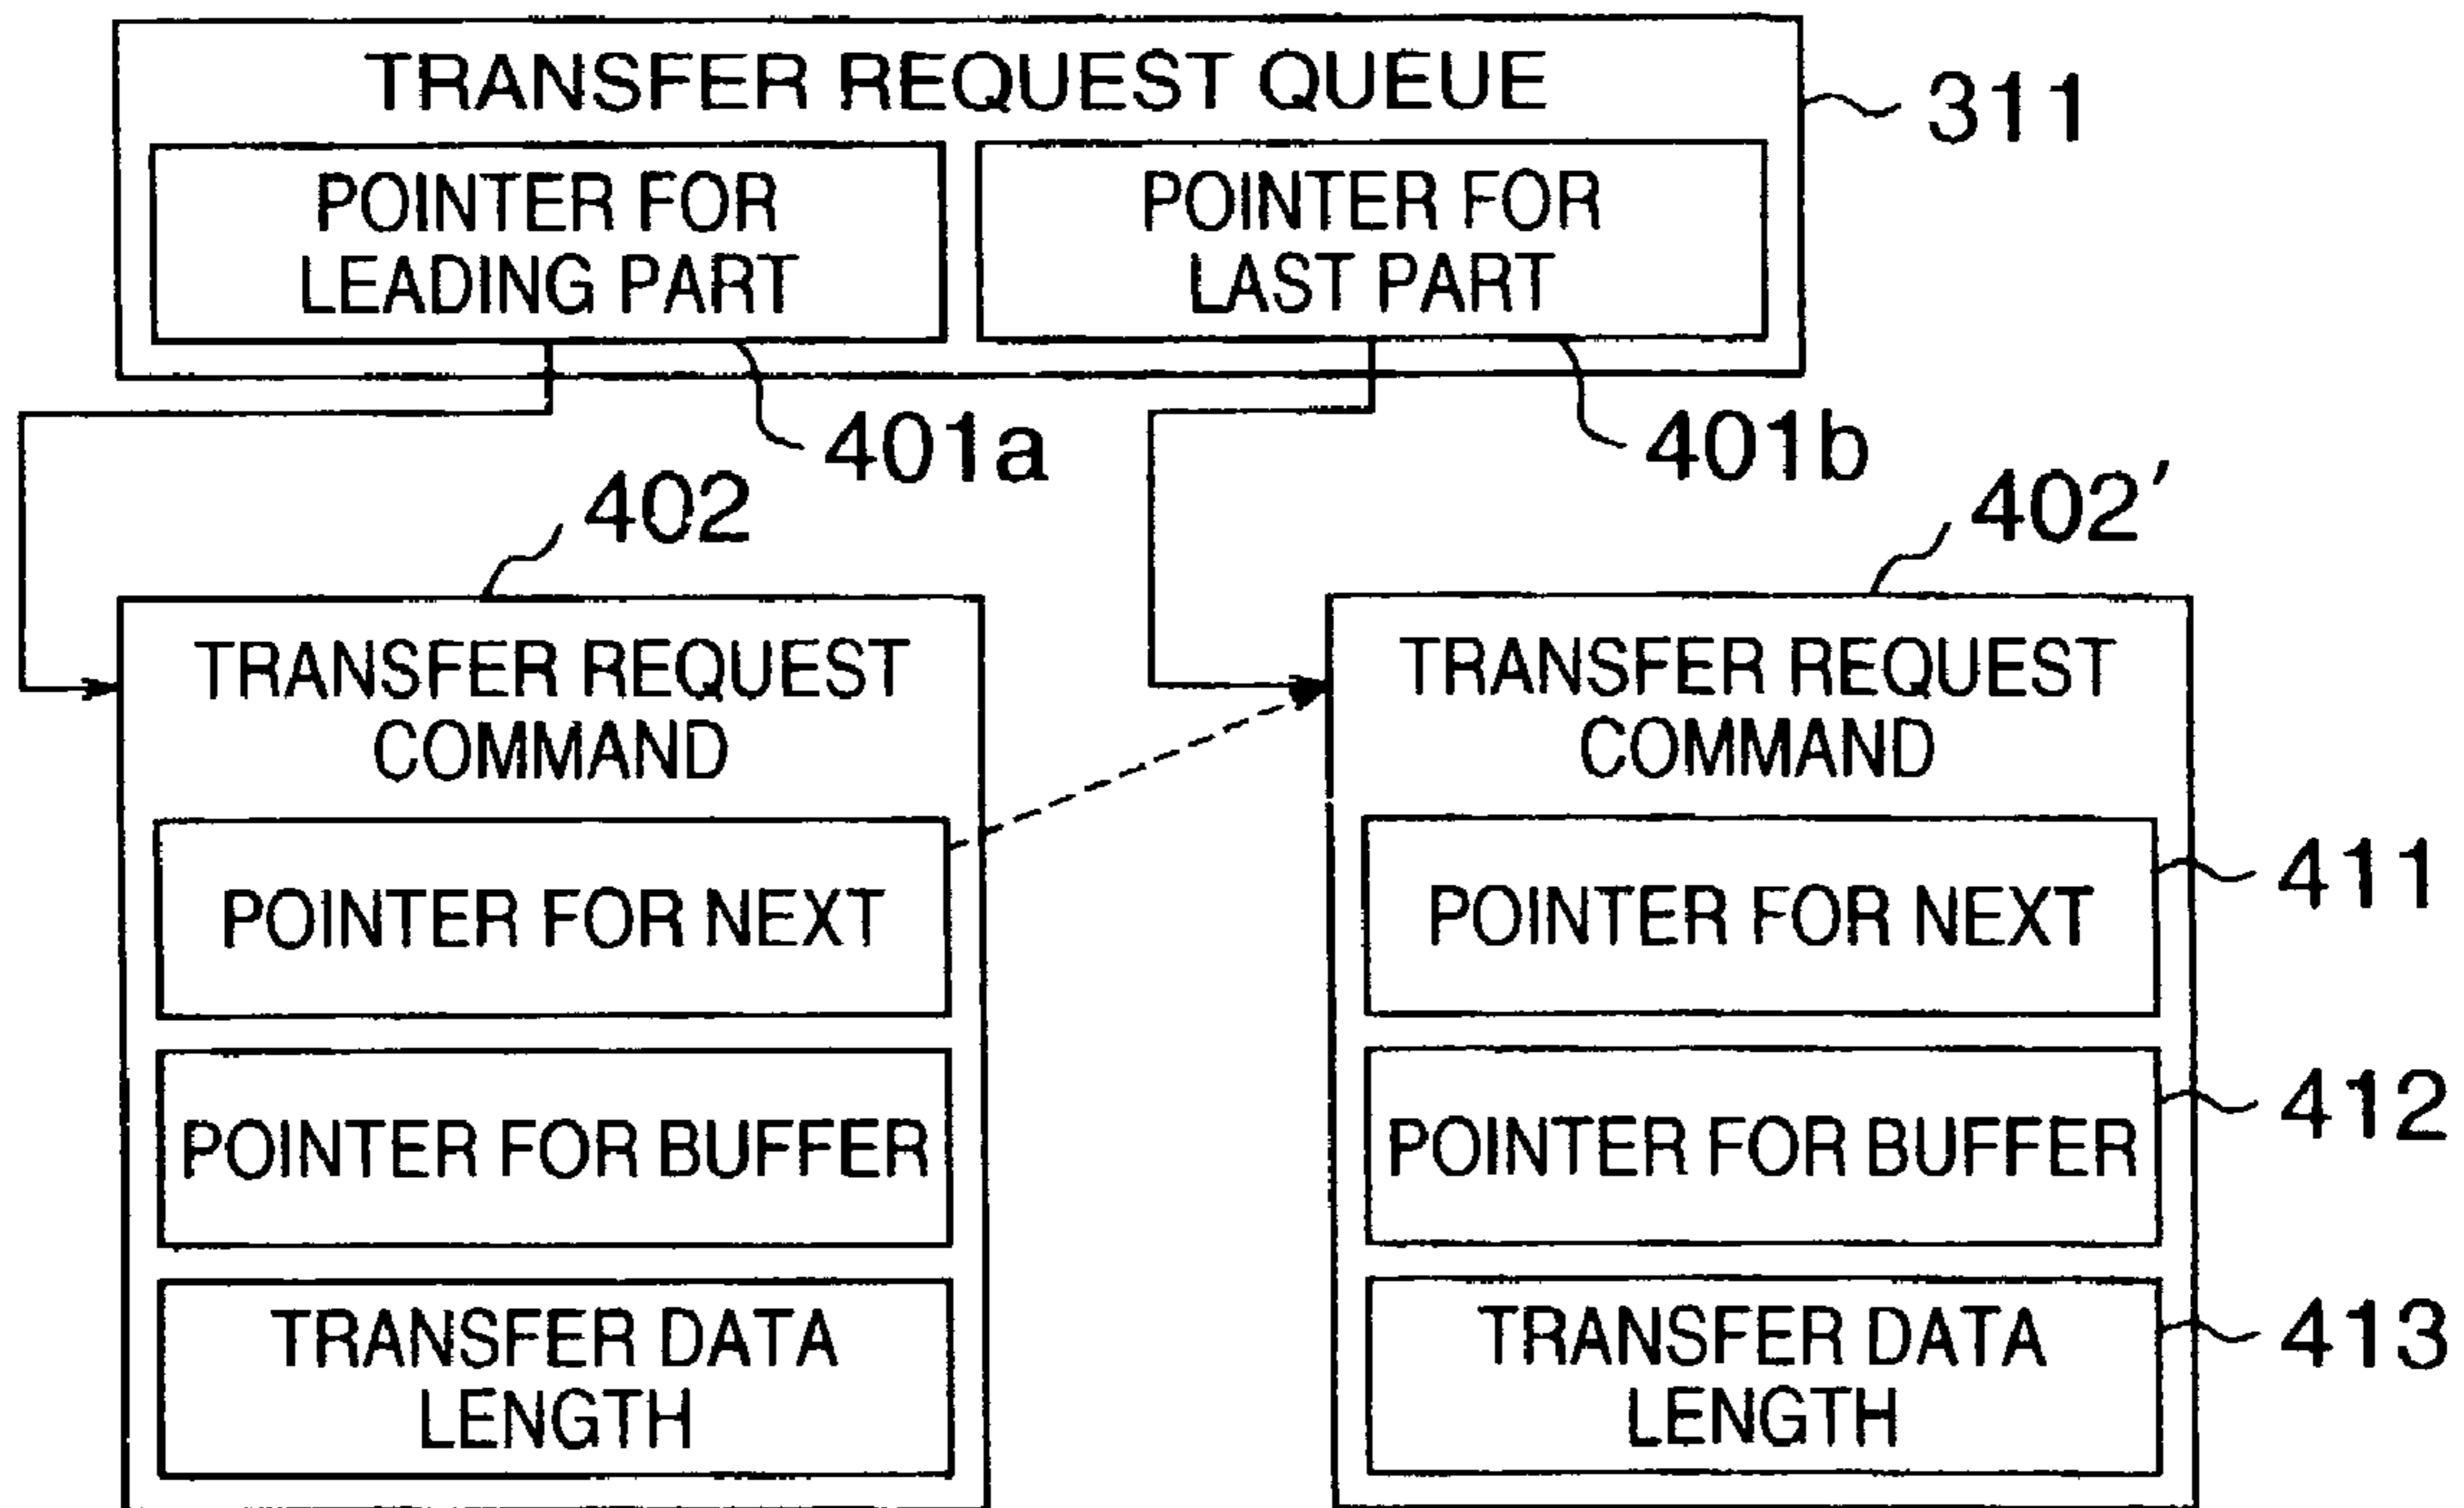 TRANSFER REQUEST QUEUE
311
POINTER FOR
LEADING PART
POINTER FOR
LAST PART
401a
401b
402
402'
TRANSFER REQUEST
COMMAND
POINTER FOR NEXT
POINTER FOR BUFFER
TRANSFER DATA
LENGTH
TRANSFER REQUEST
COMMAND
POINTER FOR NEXT
411
POINTER FOR BUFFER
412
TRANSFER DATA
LENGTH
413